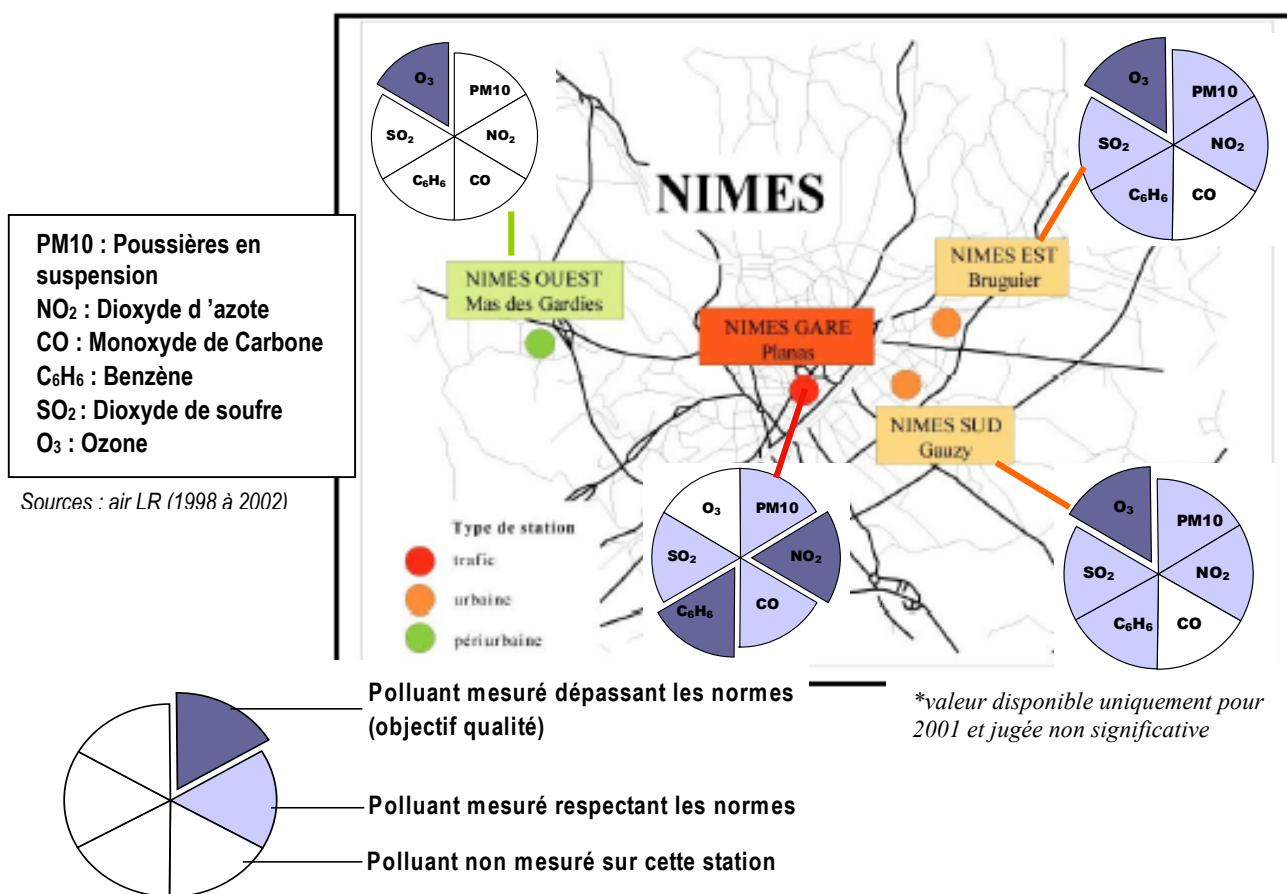 O₃
PM10
SO₂
NO₂
C₆H₆
CO
O₃
PM10
SO₂
NO₂
C₆H₆
CO
NIMES
PM10 : Poussières en
suspension
NO₂ : Dioxyde d ’azote
CO : Monoxyde de Carbone
C₆H₆ : Benzène
SO₂ : Dioxyde de soufre
O₃ : Ozone
Sources : air LR (1998 à 2002)
NIMES OUEST
Mas des Gardies
NIMES EST
Bruguier
NIMES GARE
Planas
NIMES SUD
Gauzy
Type de station
trafic
urbaine
périurbaine
O₃
PM10
SO₂
NO₂
C₆H₆
CO
O₃
PM10
SO₂
NO₂
C₆H₆
CO
Polluant mesuré dépassant les normes
(objectif qualité)
*valeur disponible uniquement pour
2001 et jugée non significative
Polluant mesuré respectant les normes
Polluant non mesuré sur cette station